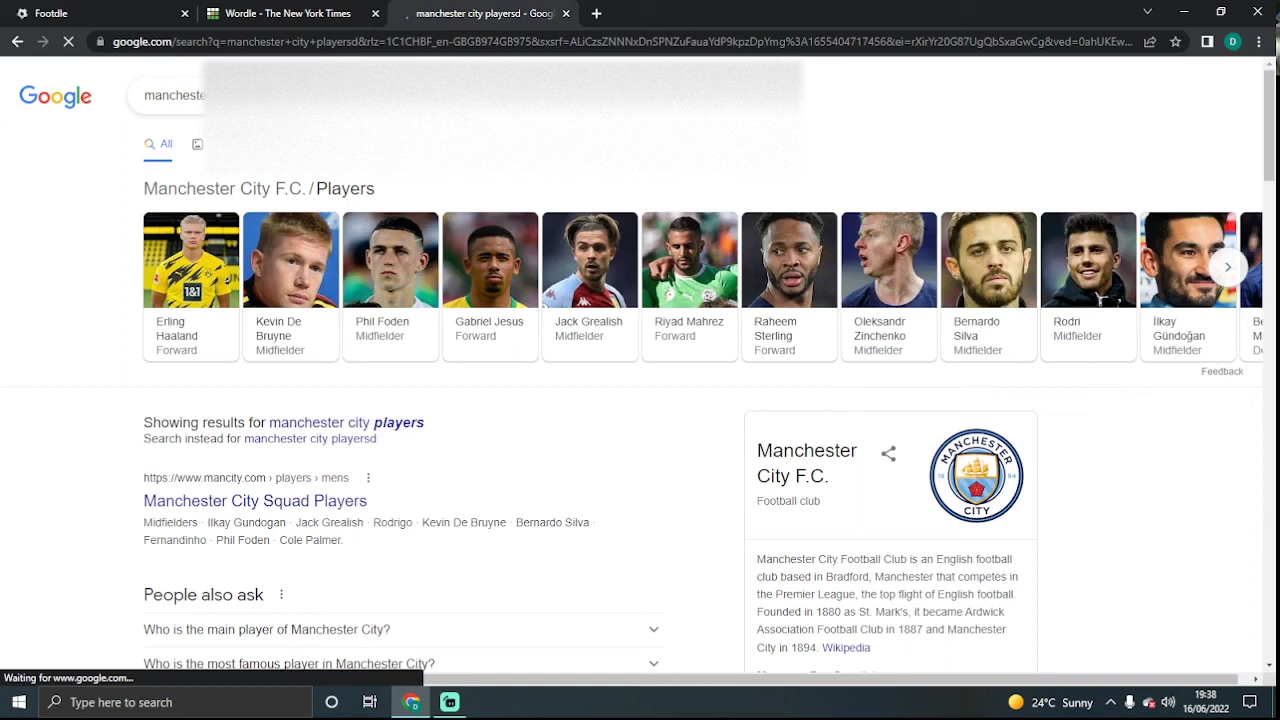 Footdle
Wordle - The New York Times
manchester city playersd - Goog
google.com/search?q=manchester+city+playersd&rlz=1C1CHBF_en-GBGB974GB975&sxsrf=ALiCzsZNNNxDnSPNZuFauaYdP9kpzDpYmg%3A1655404717456&ei=rXirYr20G87UgQbSxaGwCg&ved=0ahUKEw...
D
Google
mancheste
All
Manchester City F.C. / Players
1&1
Erling Haaland
Forward
Kevin De Bruyne
Midfielder
Phil Foden
Midfielder
Gabriel Jesus
Forward
Jack Grealish
Midfielder
Riyad Mahrez
Forward
Raheem Sterling
Forward
Oleksandr Zinchenko
Midfielder
Bernardo Silva
Midfielder
Rodri
Midfielder
İlkay Gündoğan
Midfielder
Feedback
Showing results for manchester city players
Search instead for manchester city playersd
https://www.mancity.com › players › mens
Manchester City Squad Players
Midfielders · Ilkay Gundogan · Jack Grealish · Rodrigo · Kevin De Bruyne · Bernardo Silva ·
Fernandinho · Phil Foden · Cole Palmer.
People also ask
Who is the main player of Manchester City?
Who is the most famous player in Manchester City?
Manchester
City F.C.
Football club
MANCHESTER
18 94
CITY
Manchester City Football Club is an English football
club based in Bradford, Manchester that competes in
the Premier League, the top flight of English football.
Founded in 1880 as St. Mark's, it became Ardwick
Association Football Club in 1887 and Manchester
City in 1894. Wikipedia
Waiting for www.google.com...
Type here to search
24°C Sunny
19:38
16/06/2022